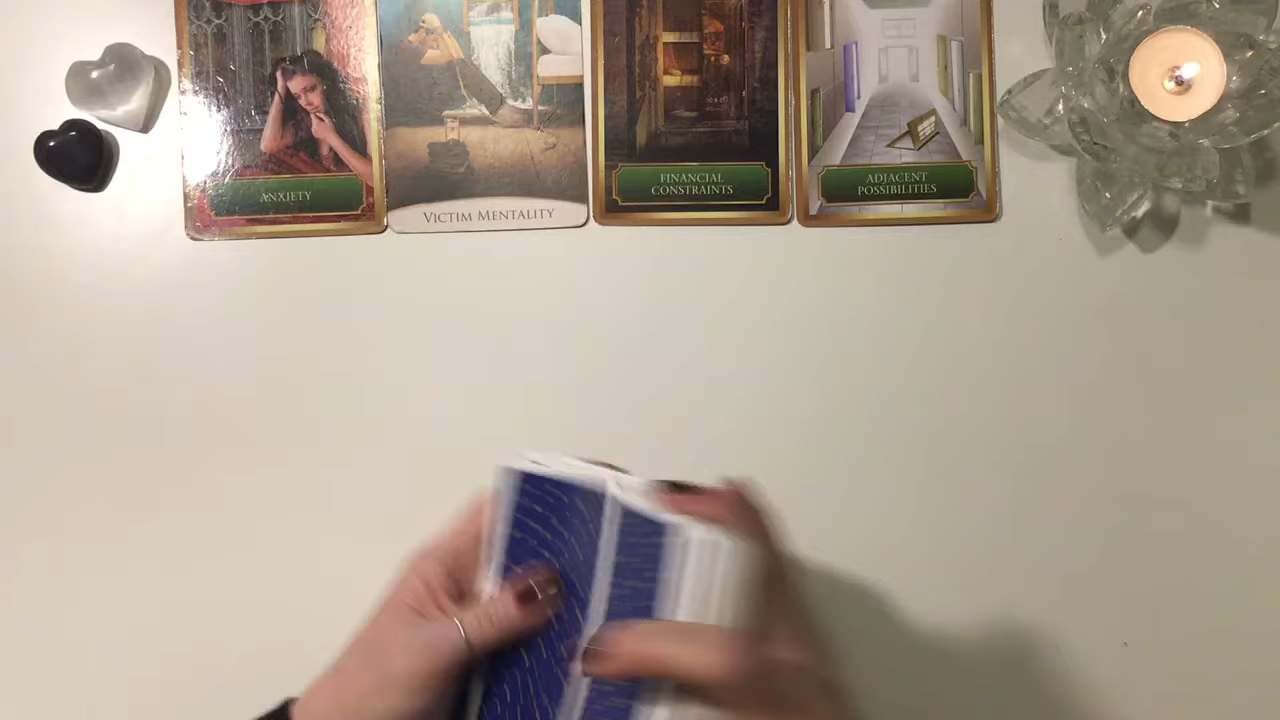 ANXIETY
VICTIM MENTALITY
FINANCIAL
CONSTRAINTS
ADJACENT
POSSIBILITIES